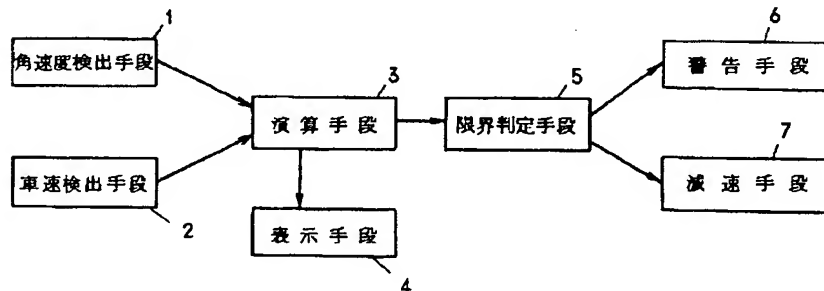 1
角速度検出手段
車速検出手段
2
3
演算手段
表示手段
4
5
限界判定手段
6
警告手段
7
減速手段